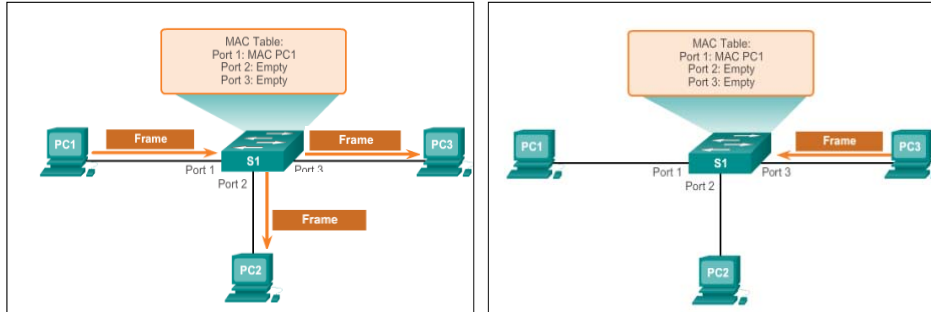 MAC Table:
Port 1: MAC PC1
Port 2: Empty
Port 3: Empty
PC1
Frame
Frame
PC3
S1
Port 1
Port 3
Port 2
Frame
PC2
MAC Table:
Port 1: MAC PC1
Port 2: Empty
Port 3: Empty
PC1
Frame
PC3
S1
Port 1
Port 3
Port 2
PC2